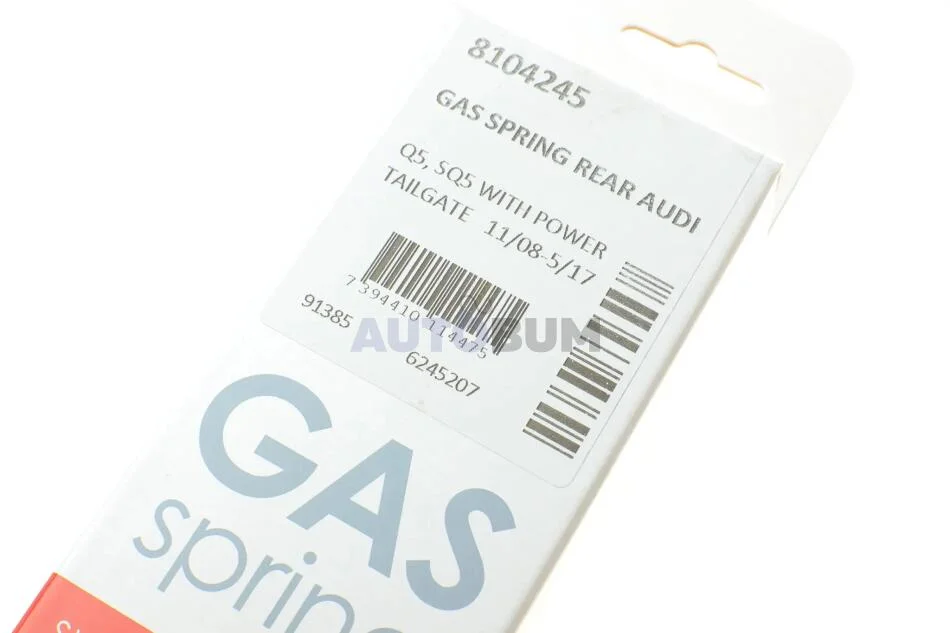 8104245
GAS SPRING REAR AUDI
Q5, SQ5 WITH POWER
TAILGATE 11/08-5/17
7 394410 114475
91385
6245207
AUTOBUM
GAS
spring